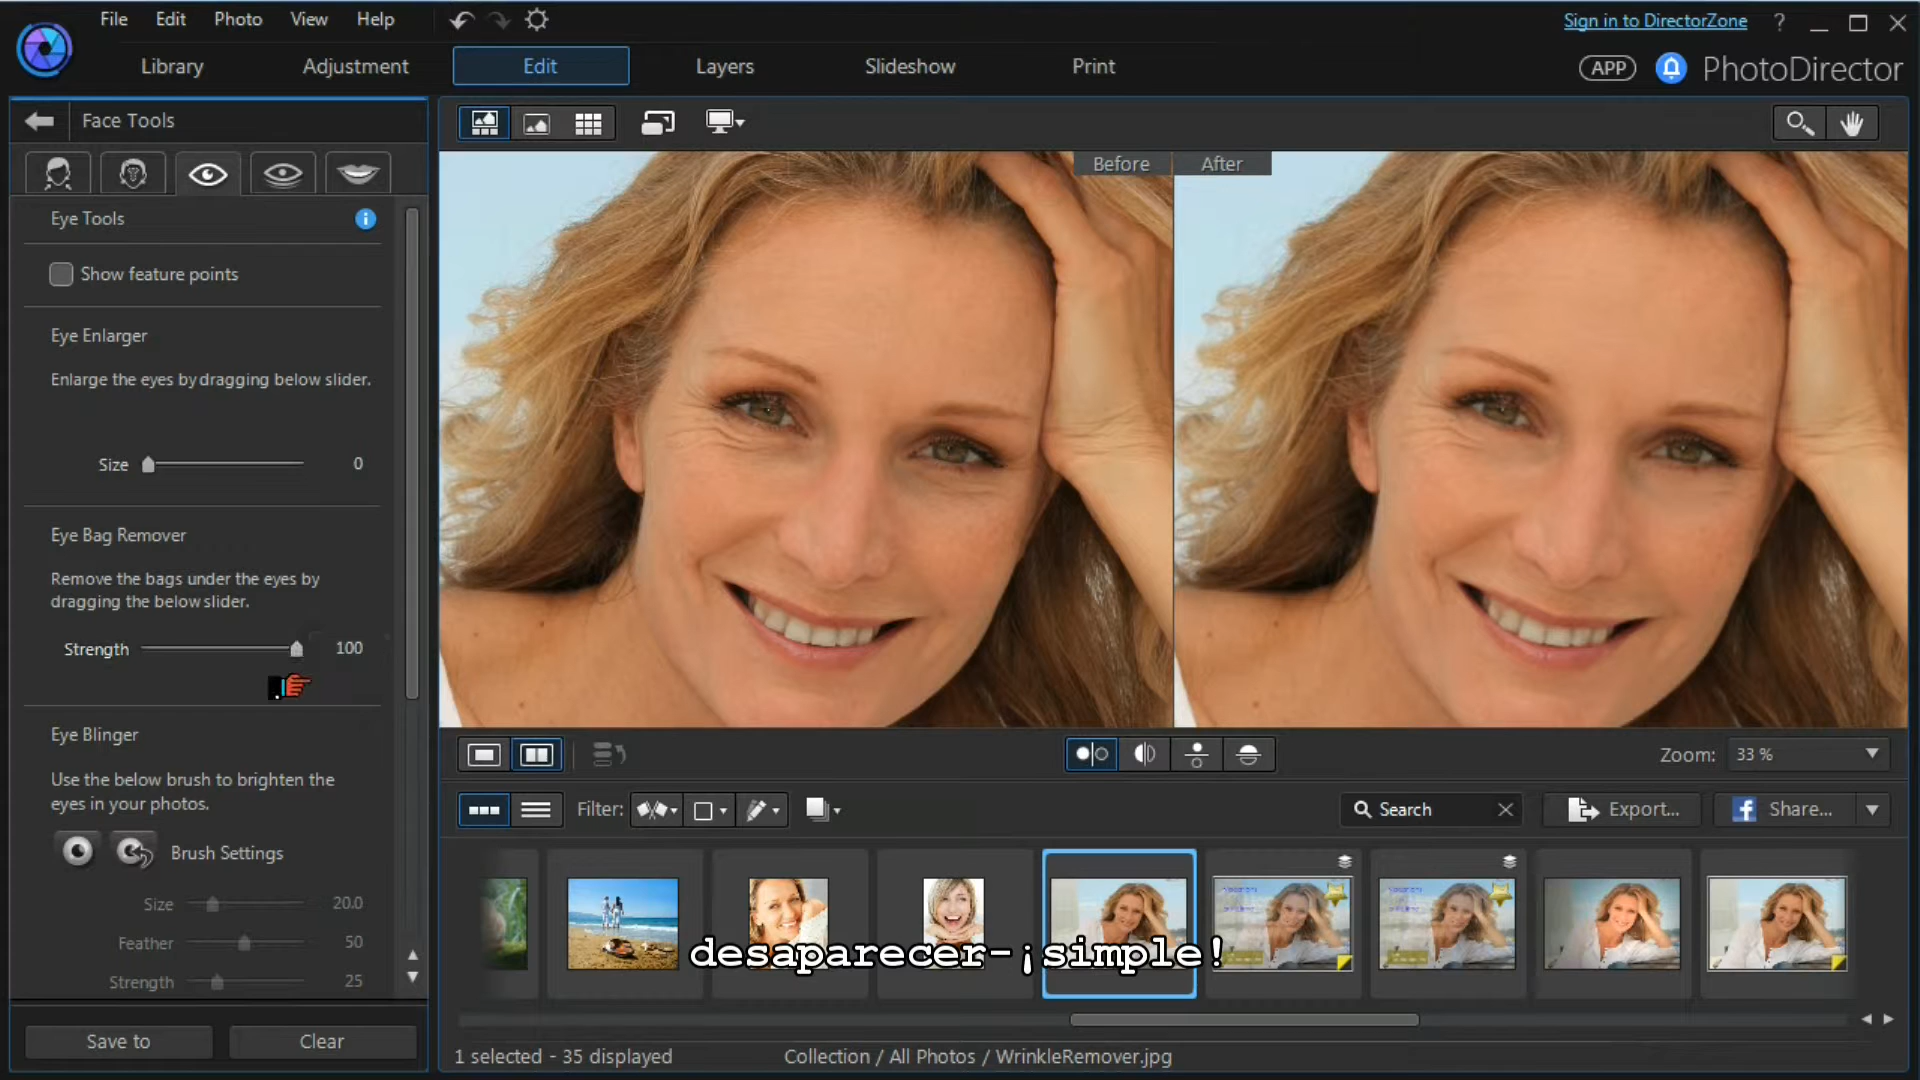 File Edit Photo View Help
Sign in to DirectorZone ?
Library Adjustment Edit Layers Slideshow Print
APP PhotoDirector
Face Tools
Eye Tools
Show feature points
Eye Enlarger
Enlarge the eyes by dragging below slider.
Size 0
Eye Bag Remover
Remove the bags under the eyes by
dragging the below slider.
Strength 100
Eye Blinger
Use the below brush to brighten the
eyes in your photos.
Brush Settings
Size 20.0
Feather 50
Strength 25
Save to Clear
Before After
Zoom: 33 %
Filter: Search Export... Share...
desaparecer-¡simple!
1 selected - 35 displayed Collection / All Photos / WrinkleRemover.jpg